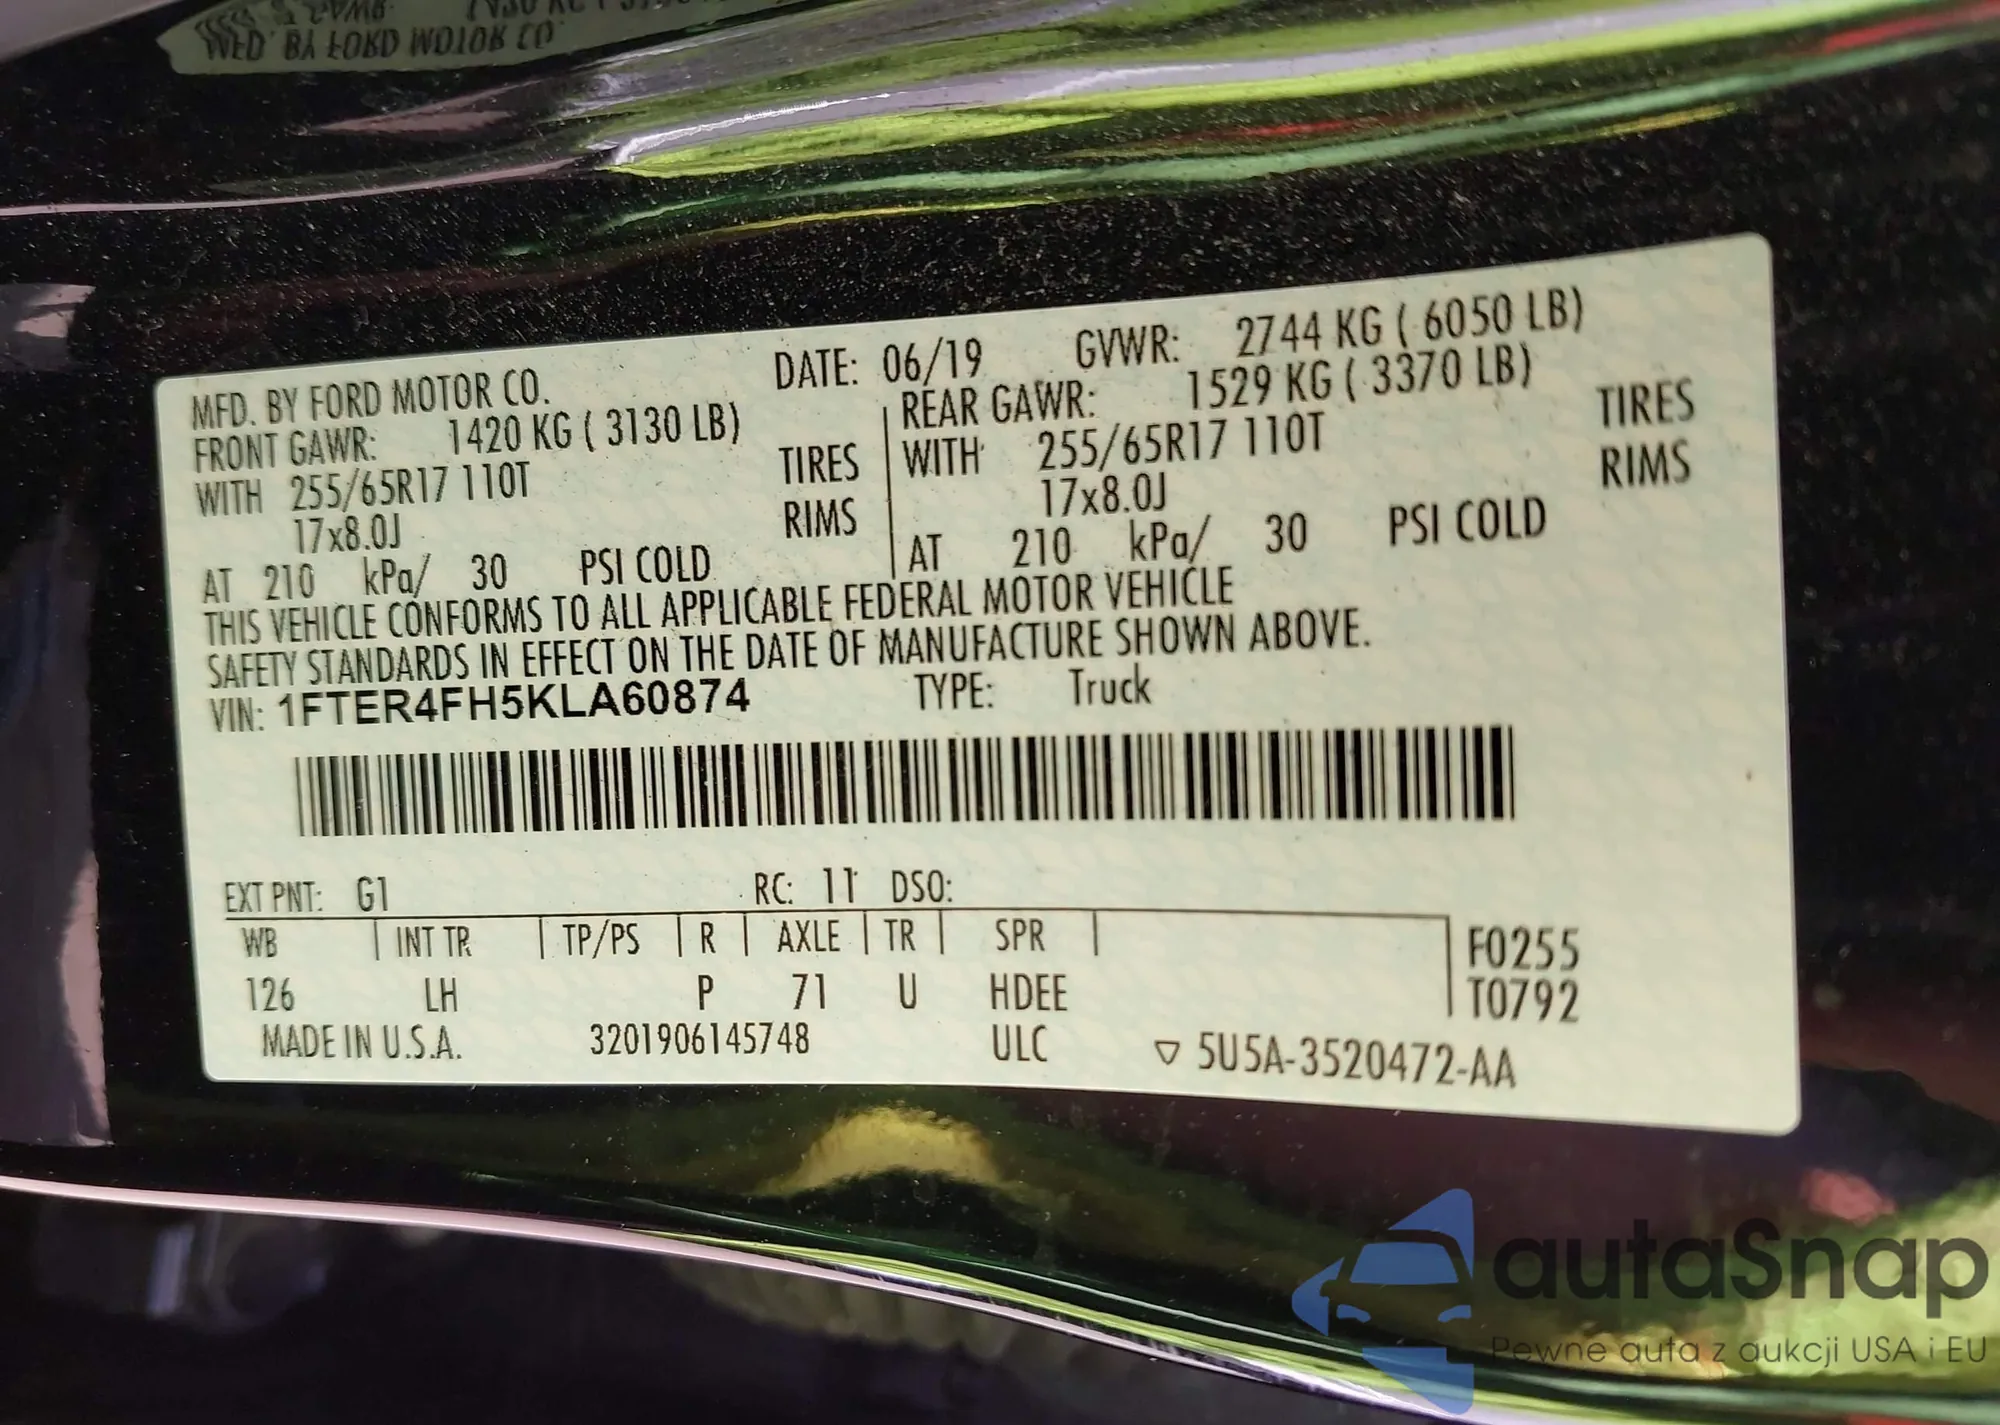 MFD. BY FORD MOTOR CO.
MFD. BY FORD MOTOR CO. DATE: 06/19 GVWR: 2744 KG ( 6050 LB)
FRONT GAWR: 1420 KG ( 3130 LB) REAR GAWR: 1529 KG ( 3370 LB)
WITH 255/65R17 110T TIRES WITH 255/65R17 110T TIRES
17x8.0J RIMS 17x8.0J RIMS
AT 210 kPa/ 30 PSI COLD AT 210 kPa/ 30 PSI COLD
THIS VEHICLE CONFORMS TO ALL APPLICABLE FEDERAL MOTOR VEHICLE
SAFETY STANDARDS IN EFFECT ON THE DATE OF MANUFACTURE SHOWN ABOVE.
VIN: 1FTER4FH5KLA60874 TYPE: Truck
EXT PNT: G1 RC: 11 DSO:
WB INT TR TP/PS R AXLE TR SPR F0255
126 LH P 71 U HDEE T0792
MADE IN U.S.A. 3201906145748 ULC ▽ 5U5A-3520472-AA
autaSnap
Pewne auta z aukcji USA i EU